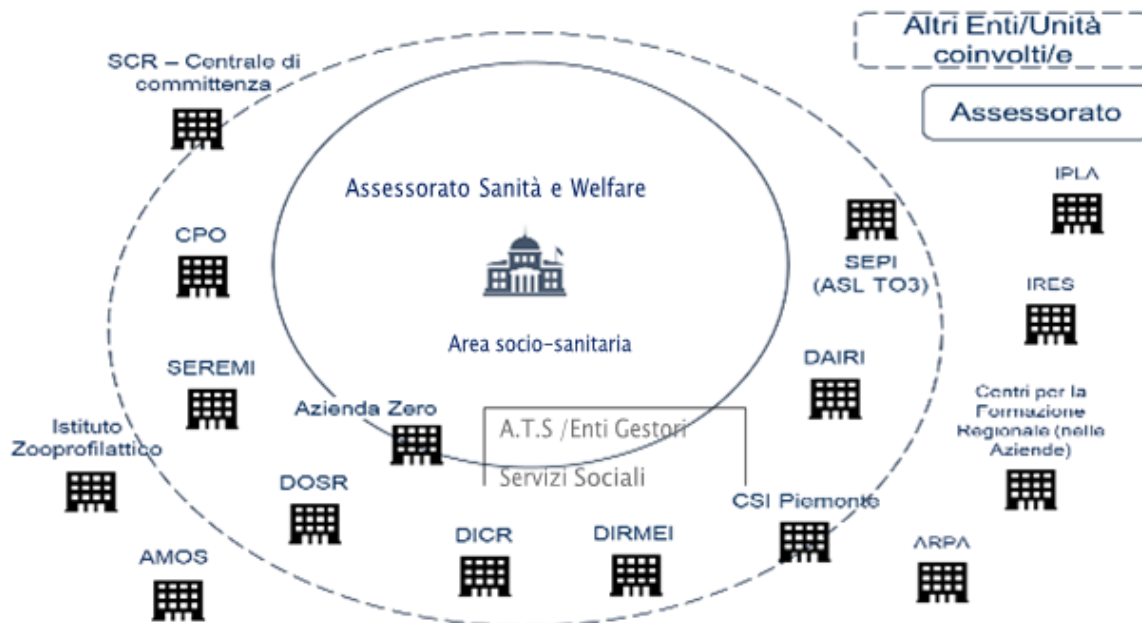 Altri Enti/Unità
coinvolti/e
SCR – Centrale di
committenza
Assessorato
Assessorato Sanità e Welfare
IPLA
CPO
SEPI
(ASL TO3)
IRES
Area socio-sanitaria
SEREMI
DAIRI
Azienda Zero
Centri per la
Formazione
Regionale (nelle
Aziende)
A.T.S /Enti Gestori
Servizi Sociali
Istituto
Zooprofilattico
DOSR
CSI Piemonte
DICR
DIRMEI
AMOS
ARPA